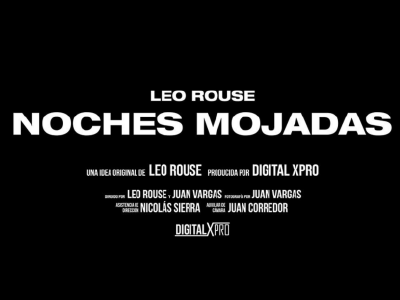 LEO ROUSE
NOCHES MOJADAS
UNA IDEA ORIGINAL DE LEO ROUSE PRODUCIDA POR DIGITAL XPRO
DIRIGIDO POR LEO ROUSE Y JUAN VARGAS FOTOGRAFÍA POR JUAN VARGAS
ASISTENCIA DE DIRECCIÓN NICOLÁS SIERRA AUXILIAR DE CÁMARA JUAN CORREDOR
DIGITALXPRO